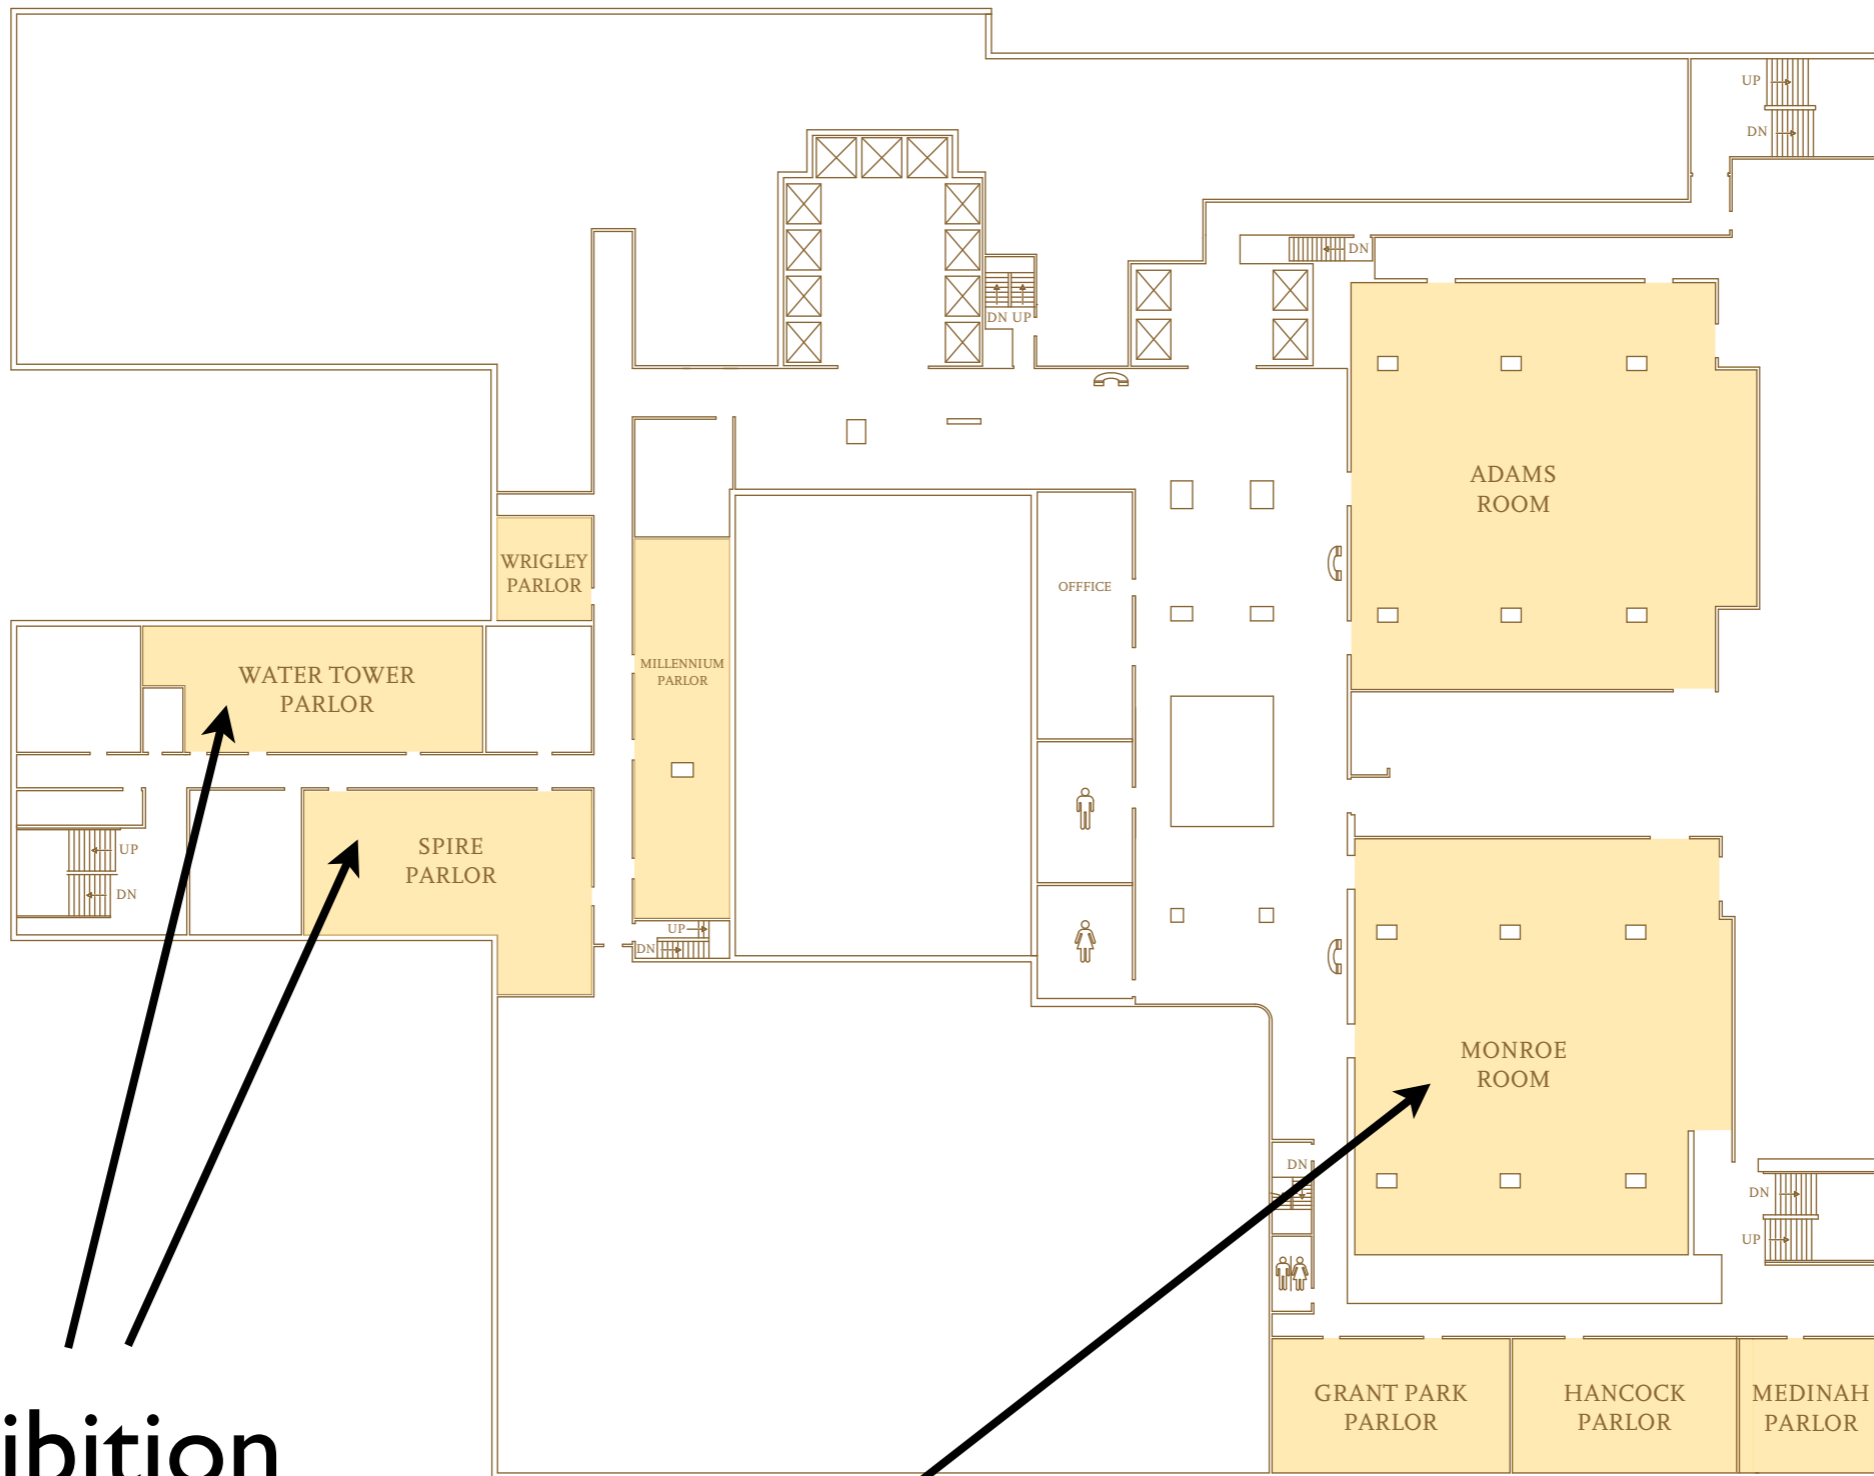 UP
DN
DN
DN UP
ADAMS
ROOM
WRIGLEY
PARLOR
OFFFICE
MILLENNIUM
PARLOR
WATER TOWER
PARLOR
SPIRE
PARLOR
UP
DN
UP
DN
MONROE
ROOM
DN
DN
UP
GRANT PARK
PARLOR
HANCOCK
PARLOR
MEDINAH
PARLOR
ibition